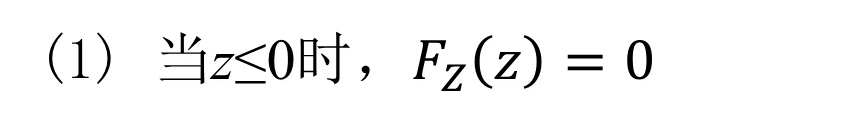 (1) 当z≤0时，F_Z(z) = 0